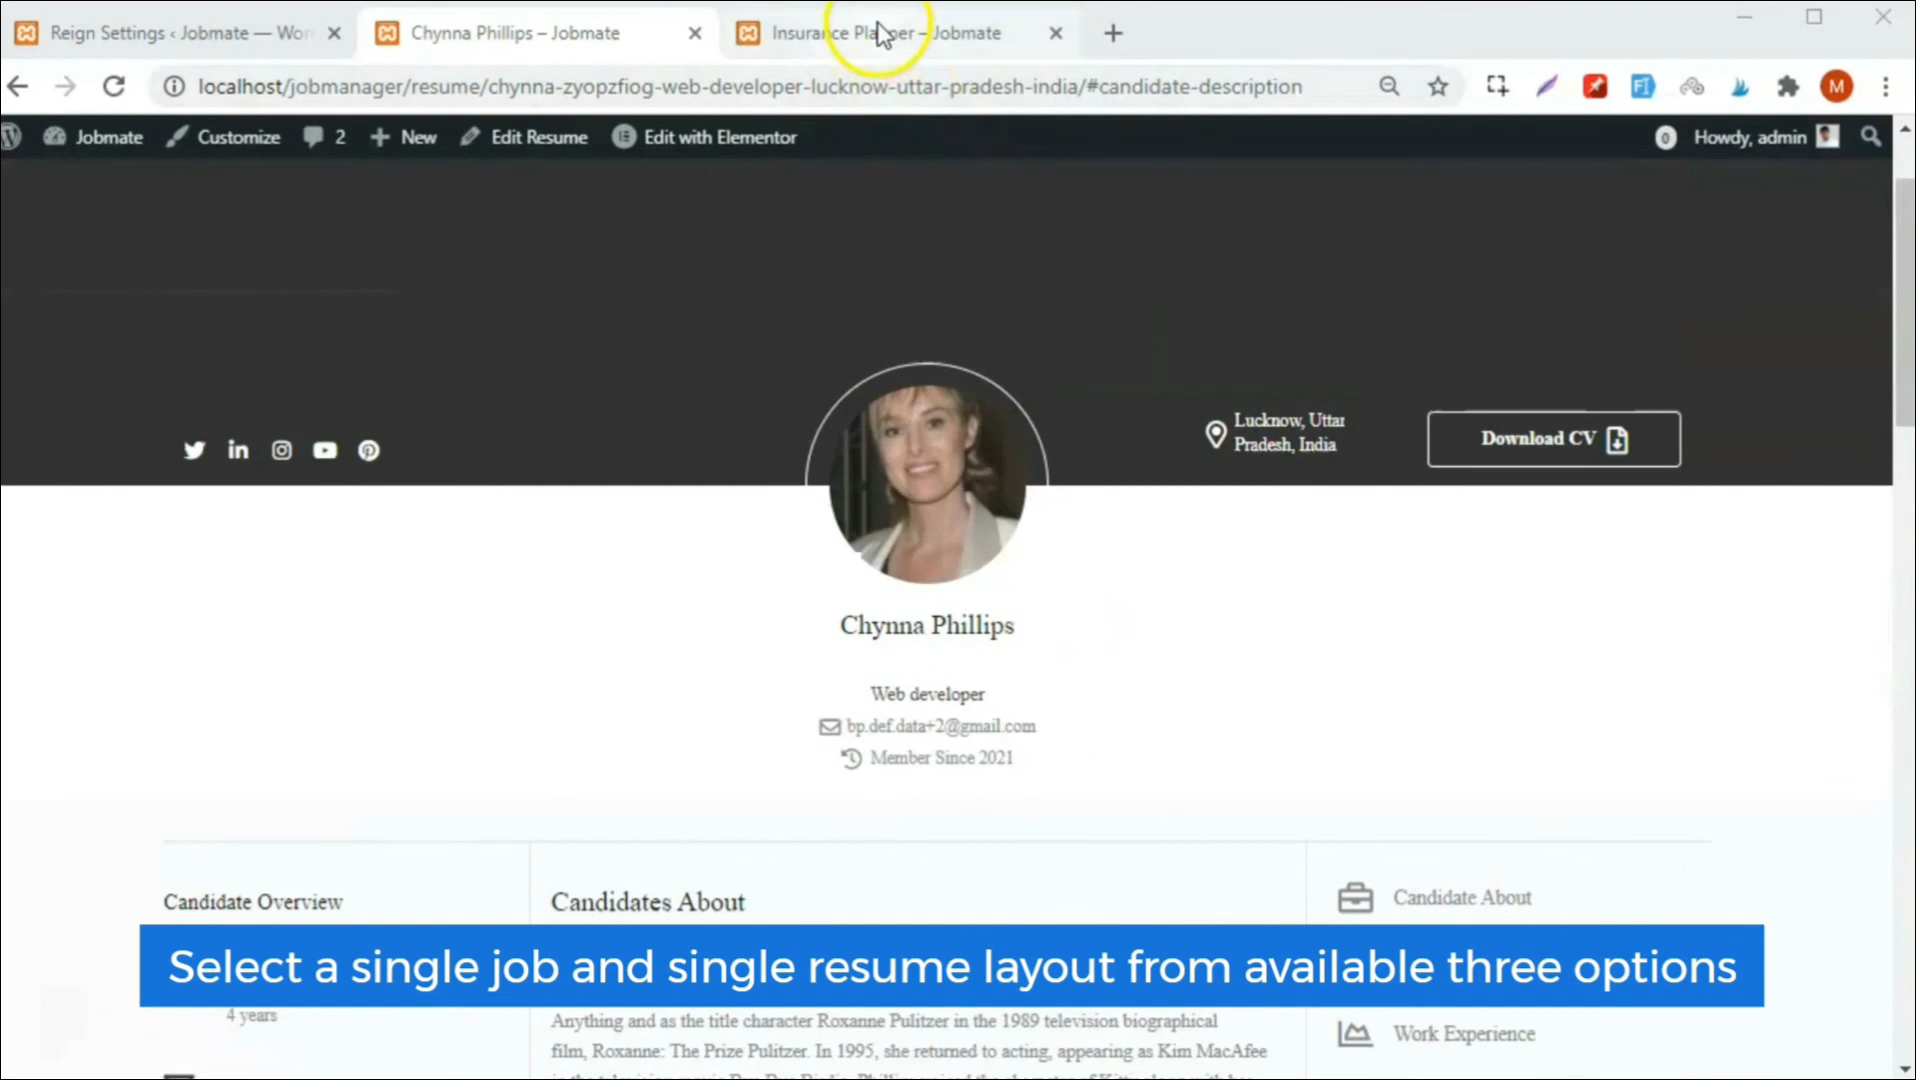 Reign Settings ‹ Jobmate — Wor
Chynna Phillips – Jobmate
Insurance Planner – Jobmate
localhost/jobmanager/resume/chynna-zyopzfiog-web-developer-lucknow-uttar-pradesh-india/#candidate-description
M
Jobmate
Customize
2
New
Edit Resume
Edit with Elementor
0
Howdy, admin
Lucknow, Uttar
Pradesh, India
Download CV
Chynna Phillips
Web developer
bp.def.data+2@gmail.com
Member Since 2021
Candidate Overview
Candidates About
Candidate About
Select a single job and single resume layout from available three options
4 years
Anything and as the title character Roxanne Pulitzer in the 1989 television biographical
film, Roxanne: The Prize Pulitzer. In 1995, she returned to acting, appearing as Kim MacAfee
Work Experience